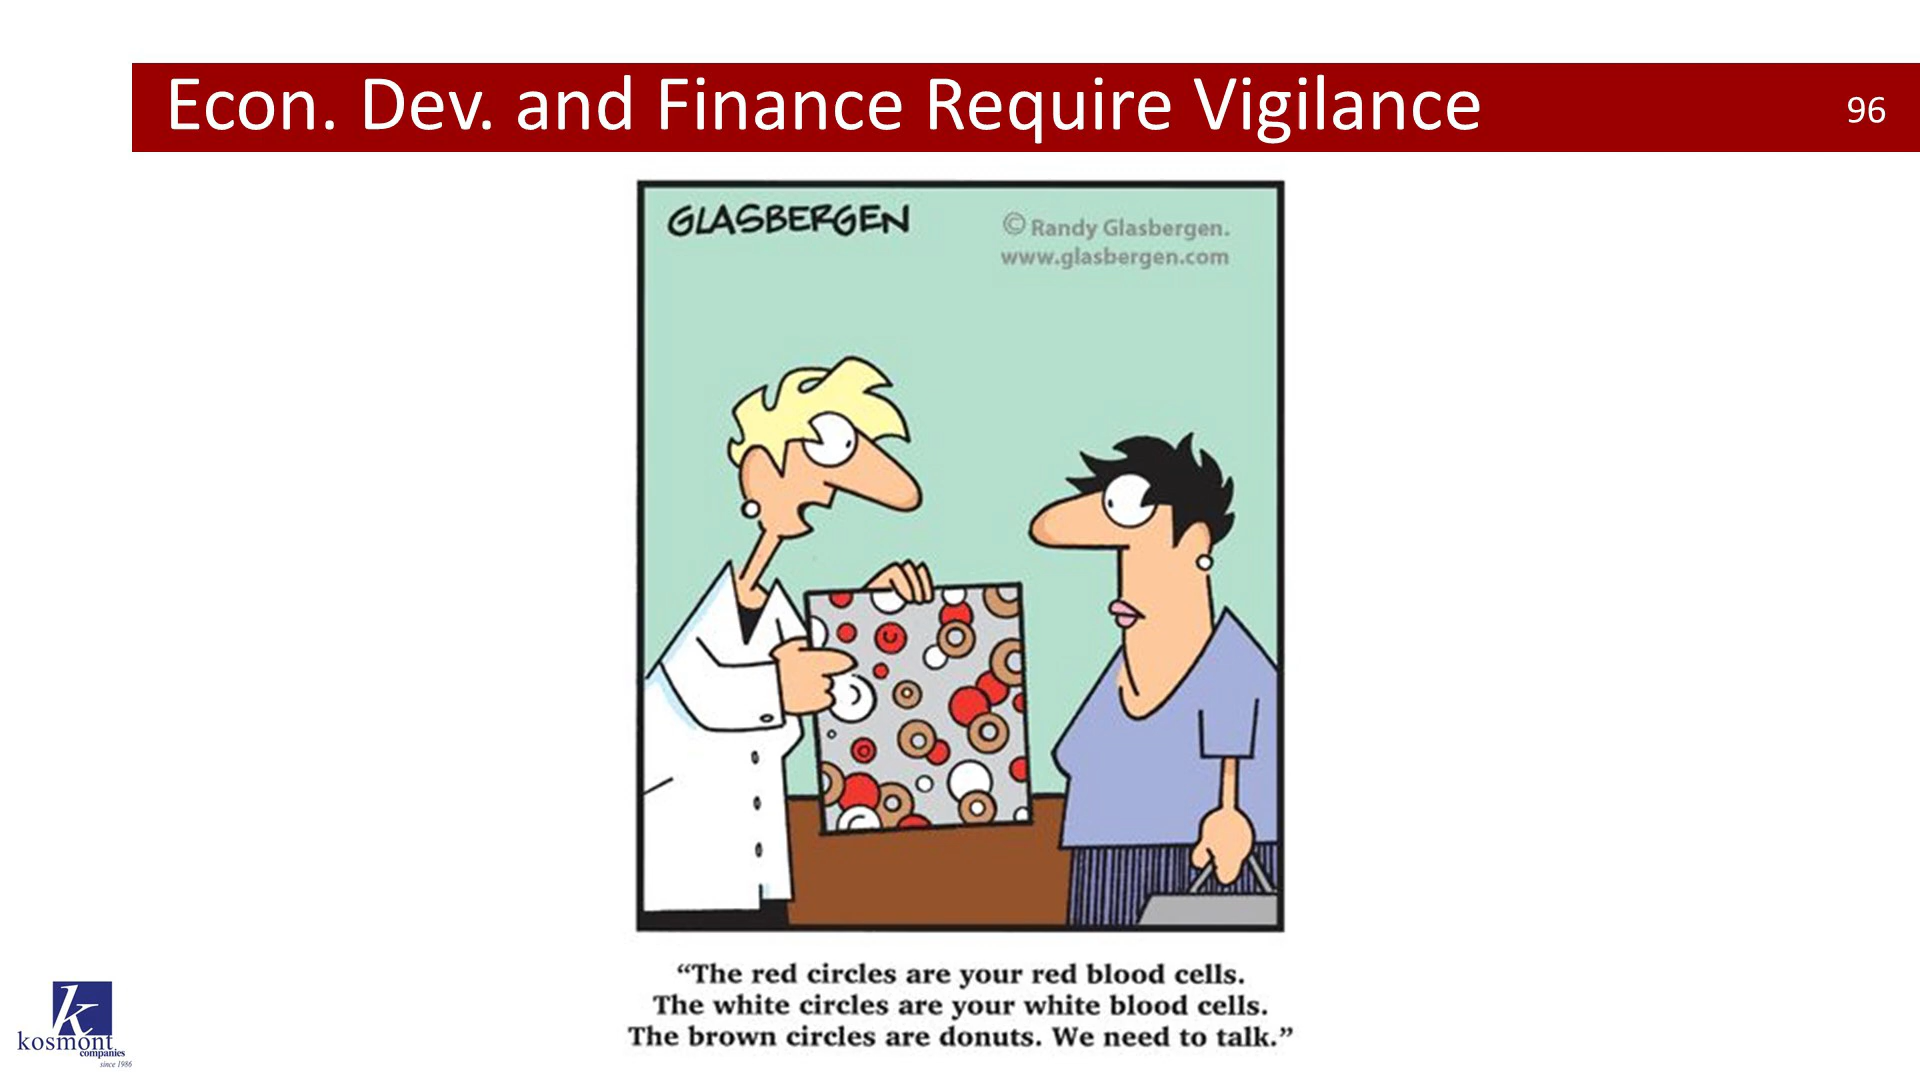 Econ. Dev. and Finance Require Vigilance
96
GLASBERGEN
© Randy Glasbergen.
www.glasbergen.com
“The red circles are your red blood cells.
The white circles are your white blood cells.
The brown circles are donuts. We need to talk.”
k
kosmont
companies
since 1986